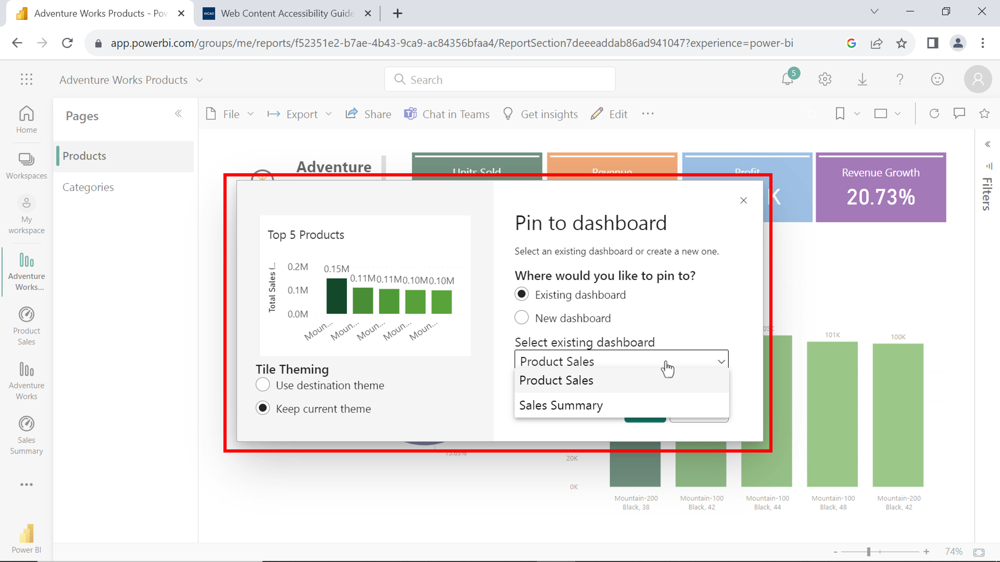 Adventure Works Products - Pow
WCAG Web Content Accessibility Guide
app.powerbi.com/groups/me/reports/f52351e2-b7ae-4b43-9ca9-ac84356bfaa4/ReportSection7deeeaddab86ad941047?experience=power-bi
Adventure Works Products
Search
5
Home
Workspaces
My
workspace
Adventure
Works...
Product
Sales
Adventure
Works
Sales
Summary
Power BI
Pages
Products
Categories
File
Export
Share
Chat in Teams
Get insights
Edit
Adventure
Units Sold
Revenue
Profit
K
Revenue Growth
20.73%
Filters
Top 5 Products
Total Sales (...
0.2M
0.1M
0.0M
0.15M
0.11M
0.11M
0.10M
0.10M
Moun...
Moun...
Moun...
Moun...
Moun...
Tile Theming
Use destination theme
Keep current theme
Pin to dashboard
Select an existing dashboard or create a new one.
Where would you like to pin to?
Existing dashboard
New dashboard
Select existing dashboard
Product Sales
Product Sales
Sales Summary
15.63%
05K
101K
100K
20K
0K
Mountain-200
Black, 38
Mountain-100
Black, 42
Mountain-100
Black, 44
Mountain-100
Black, 48
Mountain-200
Black, 42
- + 74%